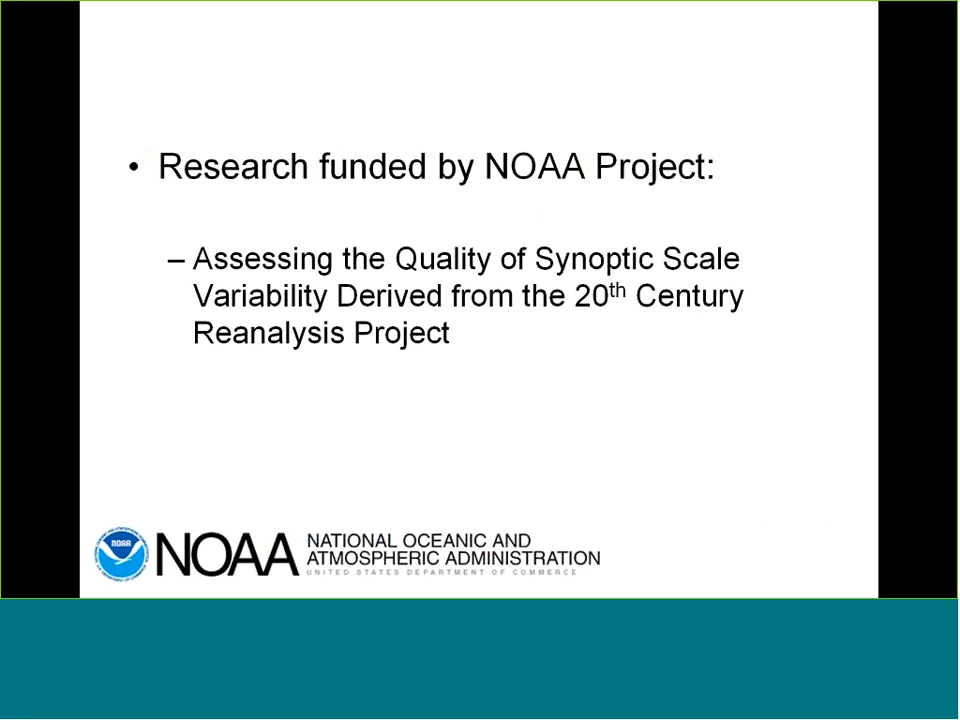 • Research funded by NOAA Project:
– Assessing the Quality of Synoptic Scale
Variability Derived from the 20th Century
Reanalysis Project
NOAA
NOAA
NATIONAL OCEANIC AND
ATMOSPHERIC ADMINISTRATION
UNITED STATES DEPARTMENT OF COMMERCE